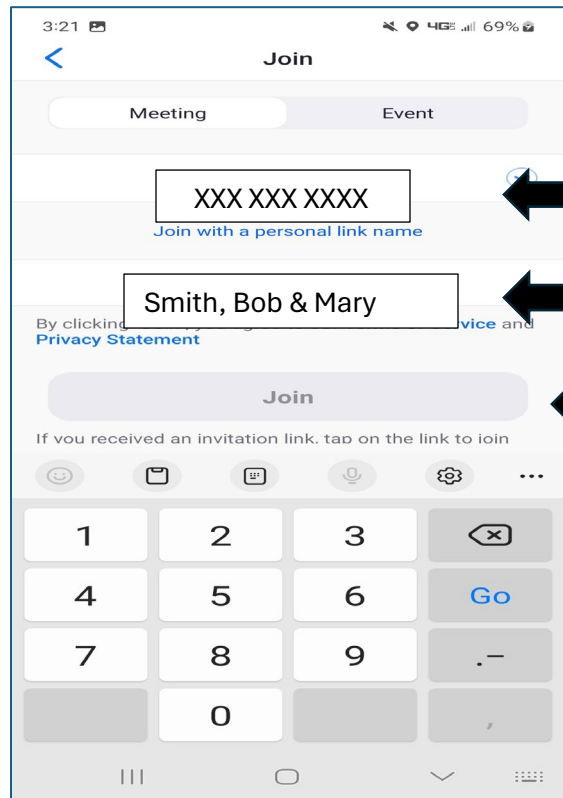 3:21 4G 69%
Join
Meeting Event
XXX XXX XXXX
Join with a personal link name
Smith, Bob & Mary
By clicking vice and
Privacy Statement
Join
If you received an invitation link, tap on the link to join
1 2 3
4 5 6 Go
7 8 9 .-
0 ,